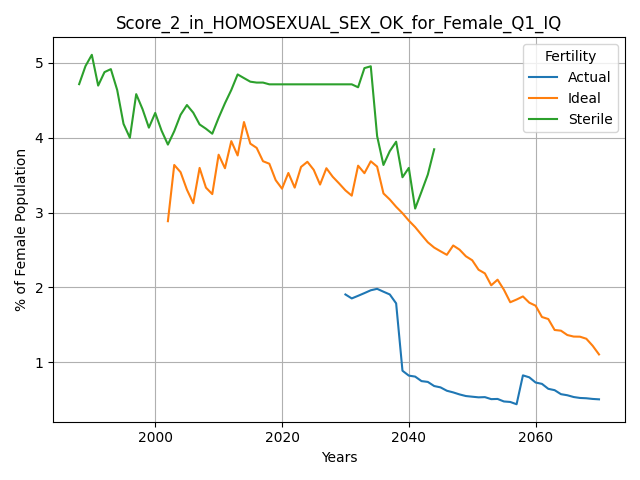 Score_2_in_HOMOSEXUAL_SEX_OK_for_Female_Q1_IQ
Fertility
Actual
Ideal
Sterile
% of Female Population
5
4
3
2
1
2000
2020
2040
2060
Years